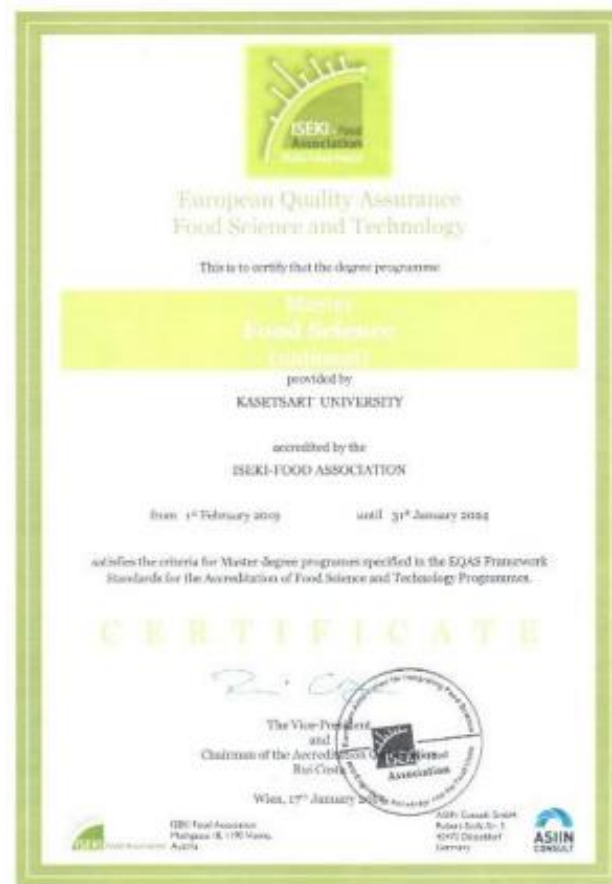 ISEKI-Food
Association
European Quality Assurance
Food Science and Technology
This is to certify that the degree programme
Master
Food Science
provided by
KASETSART UNIVERSITY
accredited by the
ISEKI-FOOD ASSOCIATION
from 1st February 2019 until 31st January 2024
satisfies the criteria for Master degree programmes specified in the EQAS Framework
Standards for the Accreditation of Food Science and Technology Programmes.
CERTIFICATE
The Vice-President
and
Chairman of the Accreditation
Rui Costa
Wien, 17th January
ISEKI Food Association
1190 Vienna,
Austria
ASIIN Consult GmbH
Düsseldorf
Germany
ASIIN
CONSULT